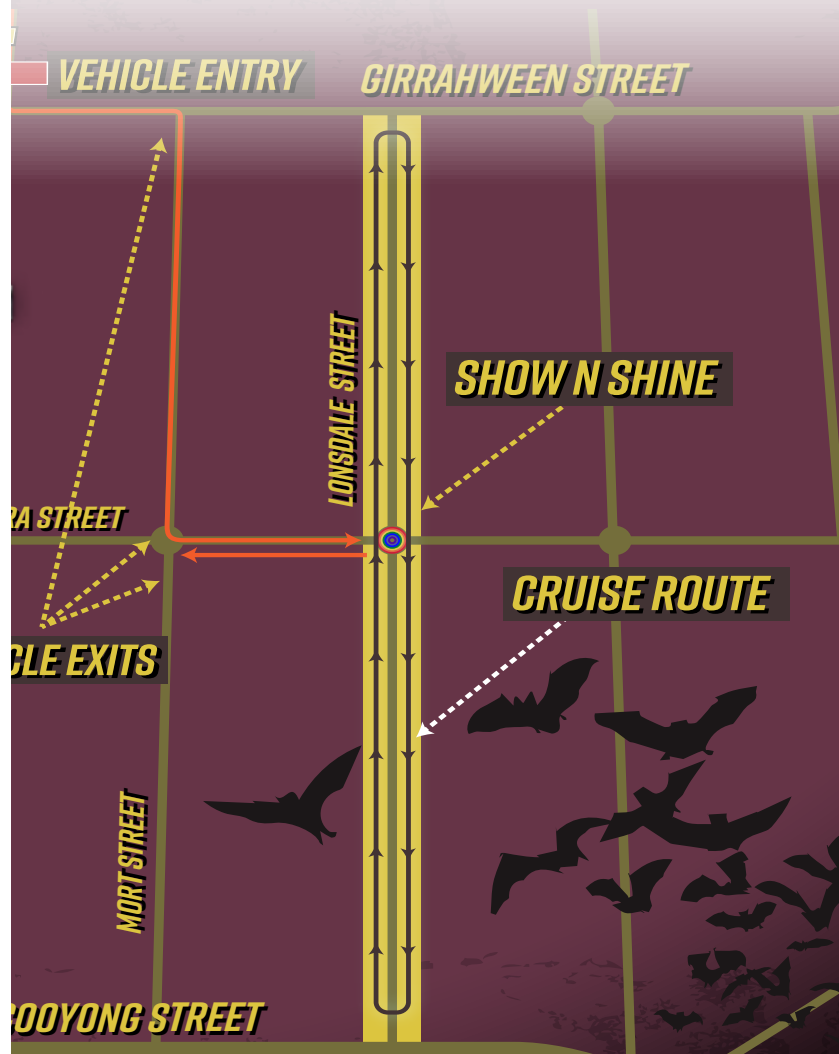 VEHICLE ENTRY
GIRRAHWEEN STREET
LONSDALE STREET
SHOW N SHINE
RA STREET
CRUISE ROUTE
CLE EXITS
MORT STREET
OOYONG STREET